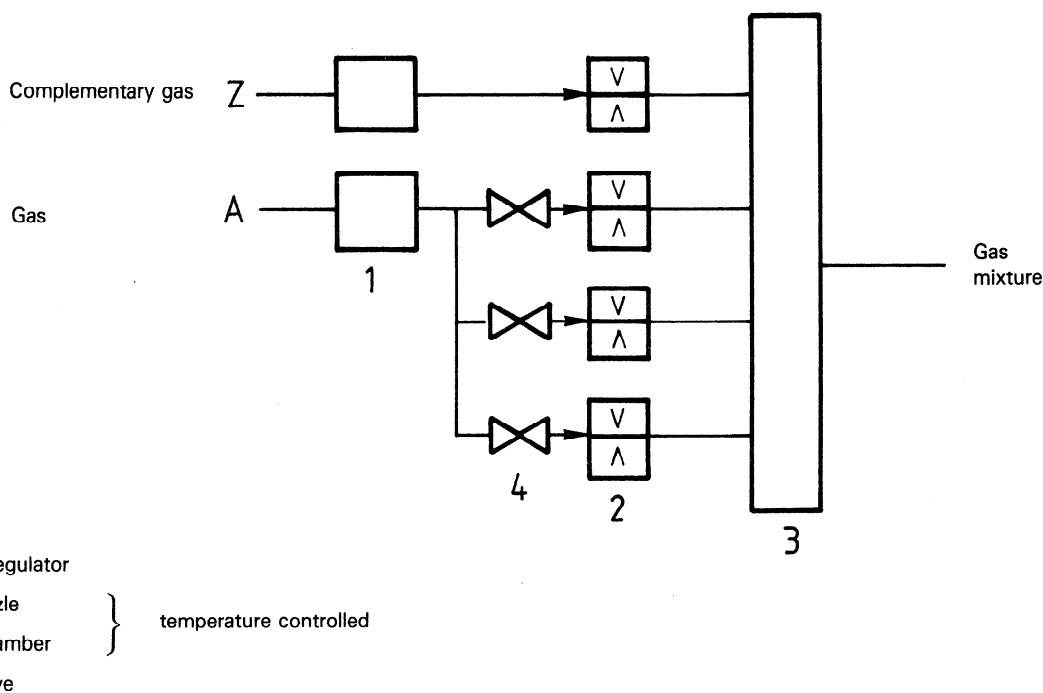 Complementary gas Z
Gas A
1
4
2
3
Gas
mixture
egulator
zle
amber
ve
temperature controlled